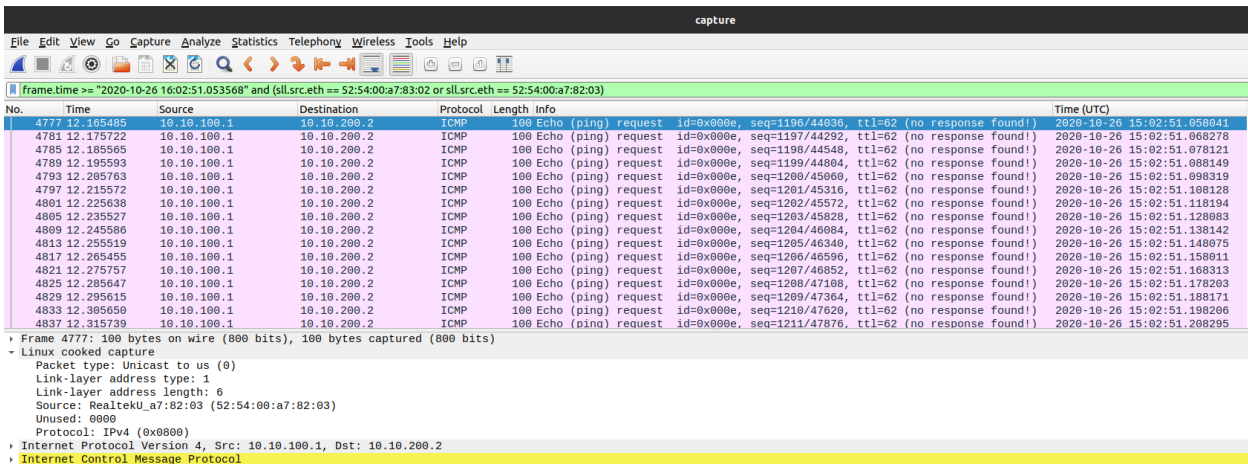 capture
File Edit View Go Capture Analyze Statistics Telephony Wireless Tools Help
frame.time >= "2020-10-26 16:02:51.053568" and (sll.src.eth == 52:54:00:a7:83:02 or sll.src.eth == 52:54:00:a7:82:03)
No. Time Source Destination Protocol Length Info Time (UTC)
4777 12.165485 10.10.100.1 10.10.200.2 ICMP 100 Echo (ping) request id=0x000e, seq=1196/44036, ttl=62 (no response found!) 2020-10-26 15:02:51.058041
4781 12.175722 10.10.100.1 10.10.200.2 ICMP 100 Echo (ping) request id=0x000e, seq=1197/44292, ttl=62 (no response found!) 2020-10-26 15:02:51.068278
4785 12.185565 10.10.100.1 10.10.200.2 ICMP 100 Echo (ping) request id=0x000e, seq=1198/44548, ttl=62 (no response found!) 2020-10-26 15:02:51.078121
4789 12.195593 10.10.100.1 10.10.200.2 ICMP 100 Echo (ping) request id=0x000e, seq=1199/44804, ttl=62 (no response found!) 2020-10-26 15:02:51.088149
4793 12.205763 10.10.100.1 10.10.200.2 ICMP 100 Echo (ping) request id=0x000e, seq=1200/45060, ttl=62 (no response found!) 2020-10-26 15:02:51.098319
4797 12.215572 10.10.100.1 10.10.200.2 ICMP 100 Echo (ping) request id=0x000e, seq=1201/45316, ttl=62 (no response found!) 2020-10-26 15:02:51.108128
4801 12.225638 10.10.100.1 10.10.200.2 ICMP 100 Echo (ping) request id=0x000e, seq=1202/45572, ttl=62 (no response found!) 2020-10-26 15:02:51.118194
4805 12.235527 10.10.100.1 10.10.200.2 ICMP 100 Echo (ping) request id=0x000e, seq=1203/45828, ttl=62 (no response found!) 2020-10-26 15:02:51.128083
4809 12.245586 10.10.100.1 10.10.200.2 ICMP 100 Echo (ping) request id=0x000e, seq=1204/46084, ttl=62 (no response found!) 2020-10-26 15:02:51.138142
4813 12.255519 10.10.100.1 10.10.200.2 ICMP 100 Echo (ping) request id=0x000e, seq=1205/46340, ttl=62 (no response found!) 2020-10-26 15:02:51.148075
4817 12.265455 10.10.100.1 10.10.200.2 ICMP 100 Echo (ping) request id=0x000e, seq=1206/46596, ttl=62 (no response found!) 2020-10-26 15:02:51.158011
4821 12.275757 10.10.100.1 10.10.200.2 ICMP 100 Echo (ping) request id=0x000e, seq=1207/46852, ttl=62 (no response found!) 2020-10-26 15:02:51.168313
4825 12.285647 10.10.100.1 10.10.200.2 ICMP 100 Echo (ping) request id=0x000e, seq=1208/47108, ttl=62 (no response found!) 2020-10-26 15:02:51.178203
4829 12.295615 10.10.100.1 10.10.200.2 ICMP 100 Echo (ping) request id=0x000e, seq=1209/47364, ttl=62 (no response found!) 2020-10-26 15:02:51.188171
4833 12.305650 10.10.100.1 10.10.200.2 ICMP 100 Echo (ping) request id=0x000e, seq=1210/47620, ttl=62 (no response found!) 2020-10-26 15:02:51.198206
4837 12.315739 10.10.100.1 10.10.200.2 ICMP 100 Echo (ping) request id=0x000e, seq=1211/47876, ttl=62 (no response found!) 2020-10-26 15:02:51.208295
Frame 4777: 100 bytes on wire (800 bits), 100 bytes captured (800 bits)
Linux cooked capture
Packet type: Unicast to us (0)
Link-layer address type: 1
Link-layer address length: 6
Source: RealtekU_a7:82:03 (52:54:00:a7:82:03)
Unused: 0000
Protocol: IPv4 (0x0800)
Internet Protocol Version 4, Src: 10.10.100.1, Dst: 10.10.200.2
Internet Control Message Protocol